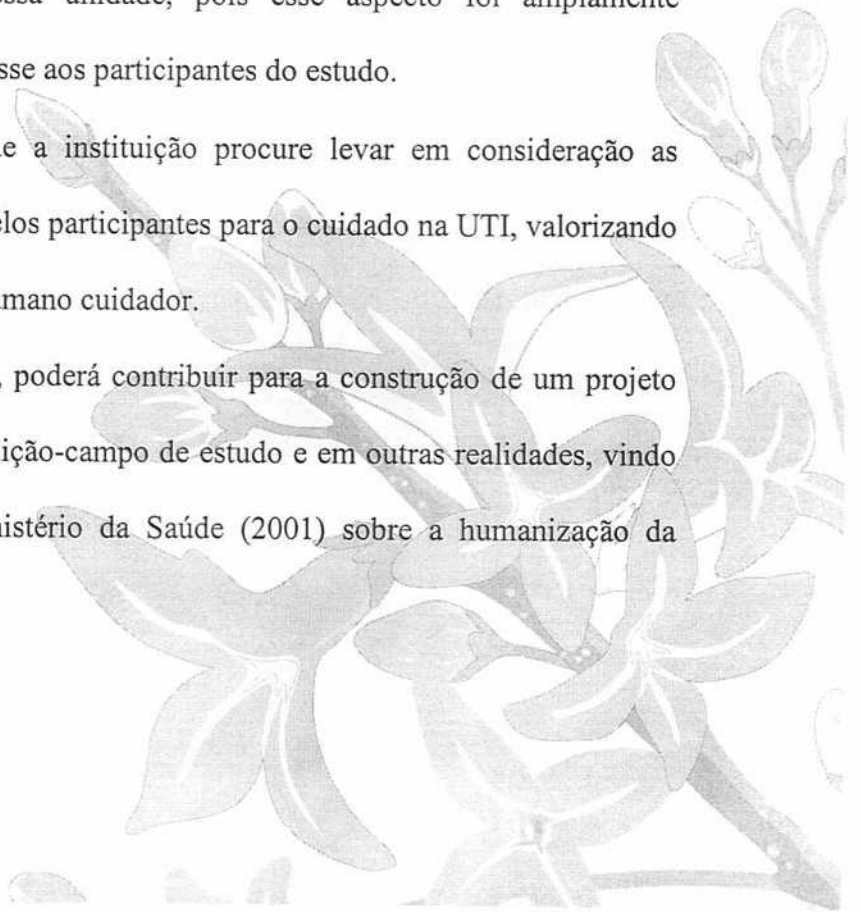 essa unidade, pois esse aspecto foi amplamente
sse aos participantes do estudo.
e a instituição procure levar em consideração as
elos participantes para o cuidado na UTI, valorizando
mano cuidador.
, poderá contribuir para a construção de um projeto
ição-campo de estudo e em outras realidades, vindo
nistério da Saúde (2001) sobre a humanização da